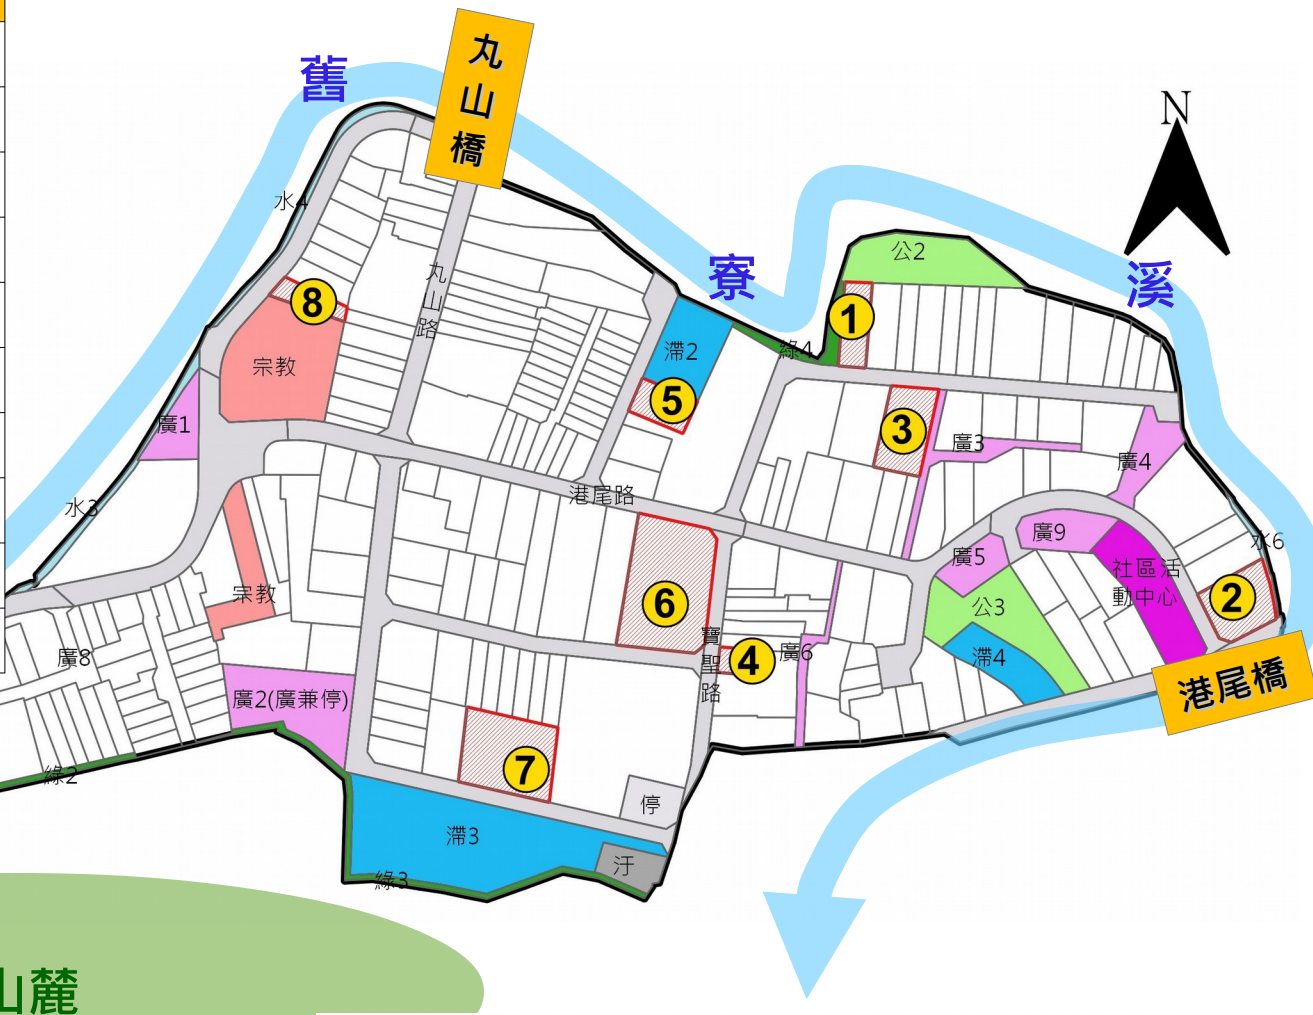 丸山橋
舊
N
水4
公2
寮
溪
丸山路
8
1
滯2
綠4
宗教
5
3
廣1
廣3
廣4
港尾路
水3
廣9
水6
廣5
社區活
動中心
宗教
6
公3
2
寶聖路
4
廣6
廣8
滯4
廣2(廣兼停)
港尾橋
7
綠2
停
滯3
汙
綠3
山麓